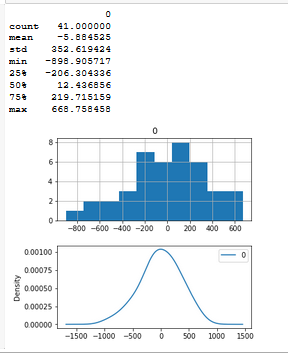 0
count 41.000000
mean -5.884525
std 352.619424
min -898.905717
25% -206.304336
50% 12.436856
75% 219.715159
max 668.758458
0
8
6
4
2
0
−800 −600 −400 −200 0 200 400 600
0.00100
0.00075
0.00050
0.00025
0.00000
Density
0
−1500 −1000 −500 0 500 1000 1500